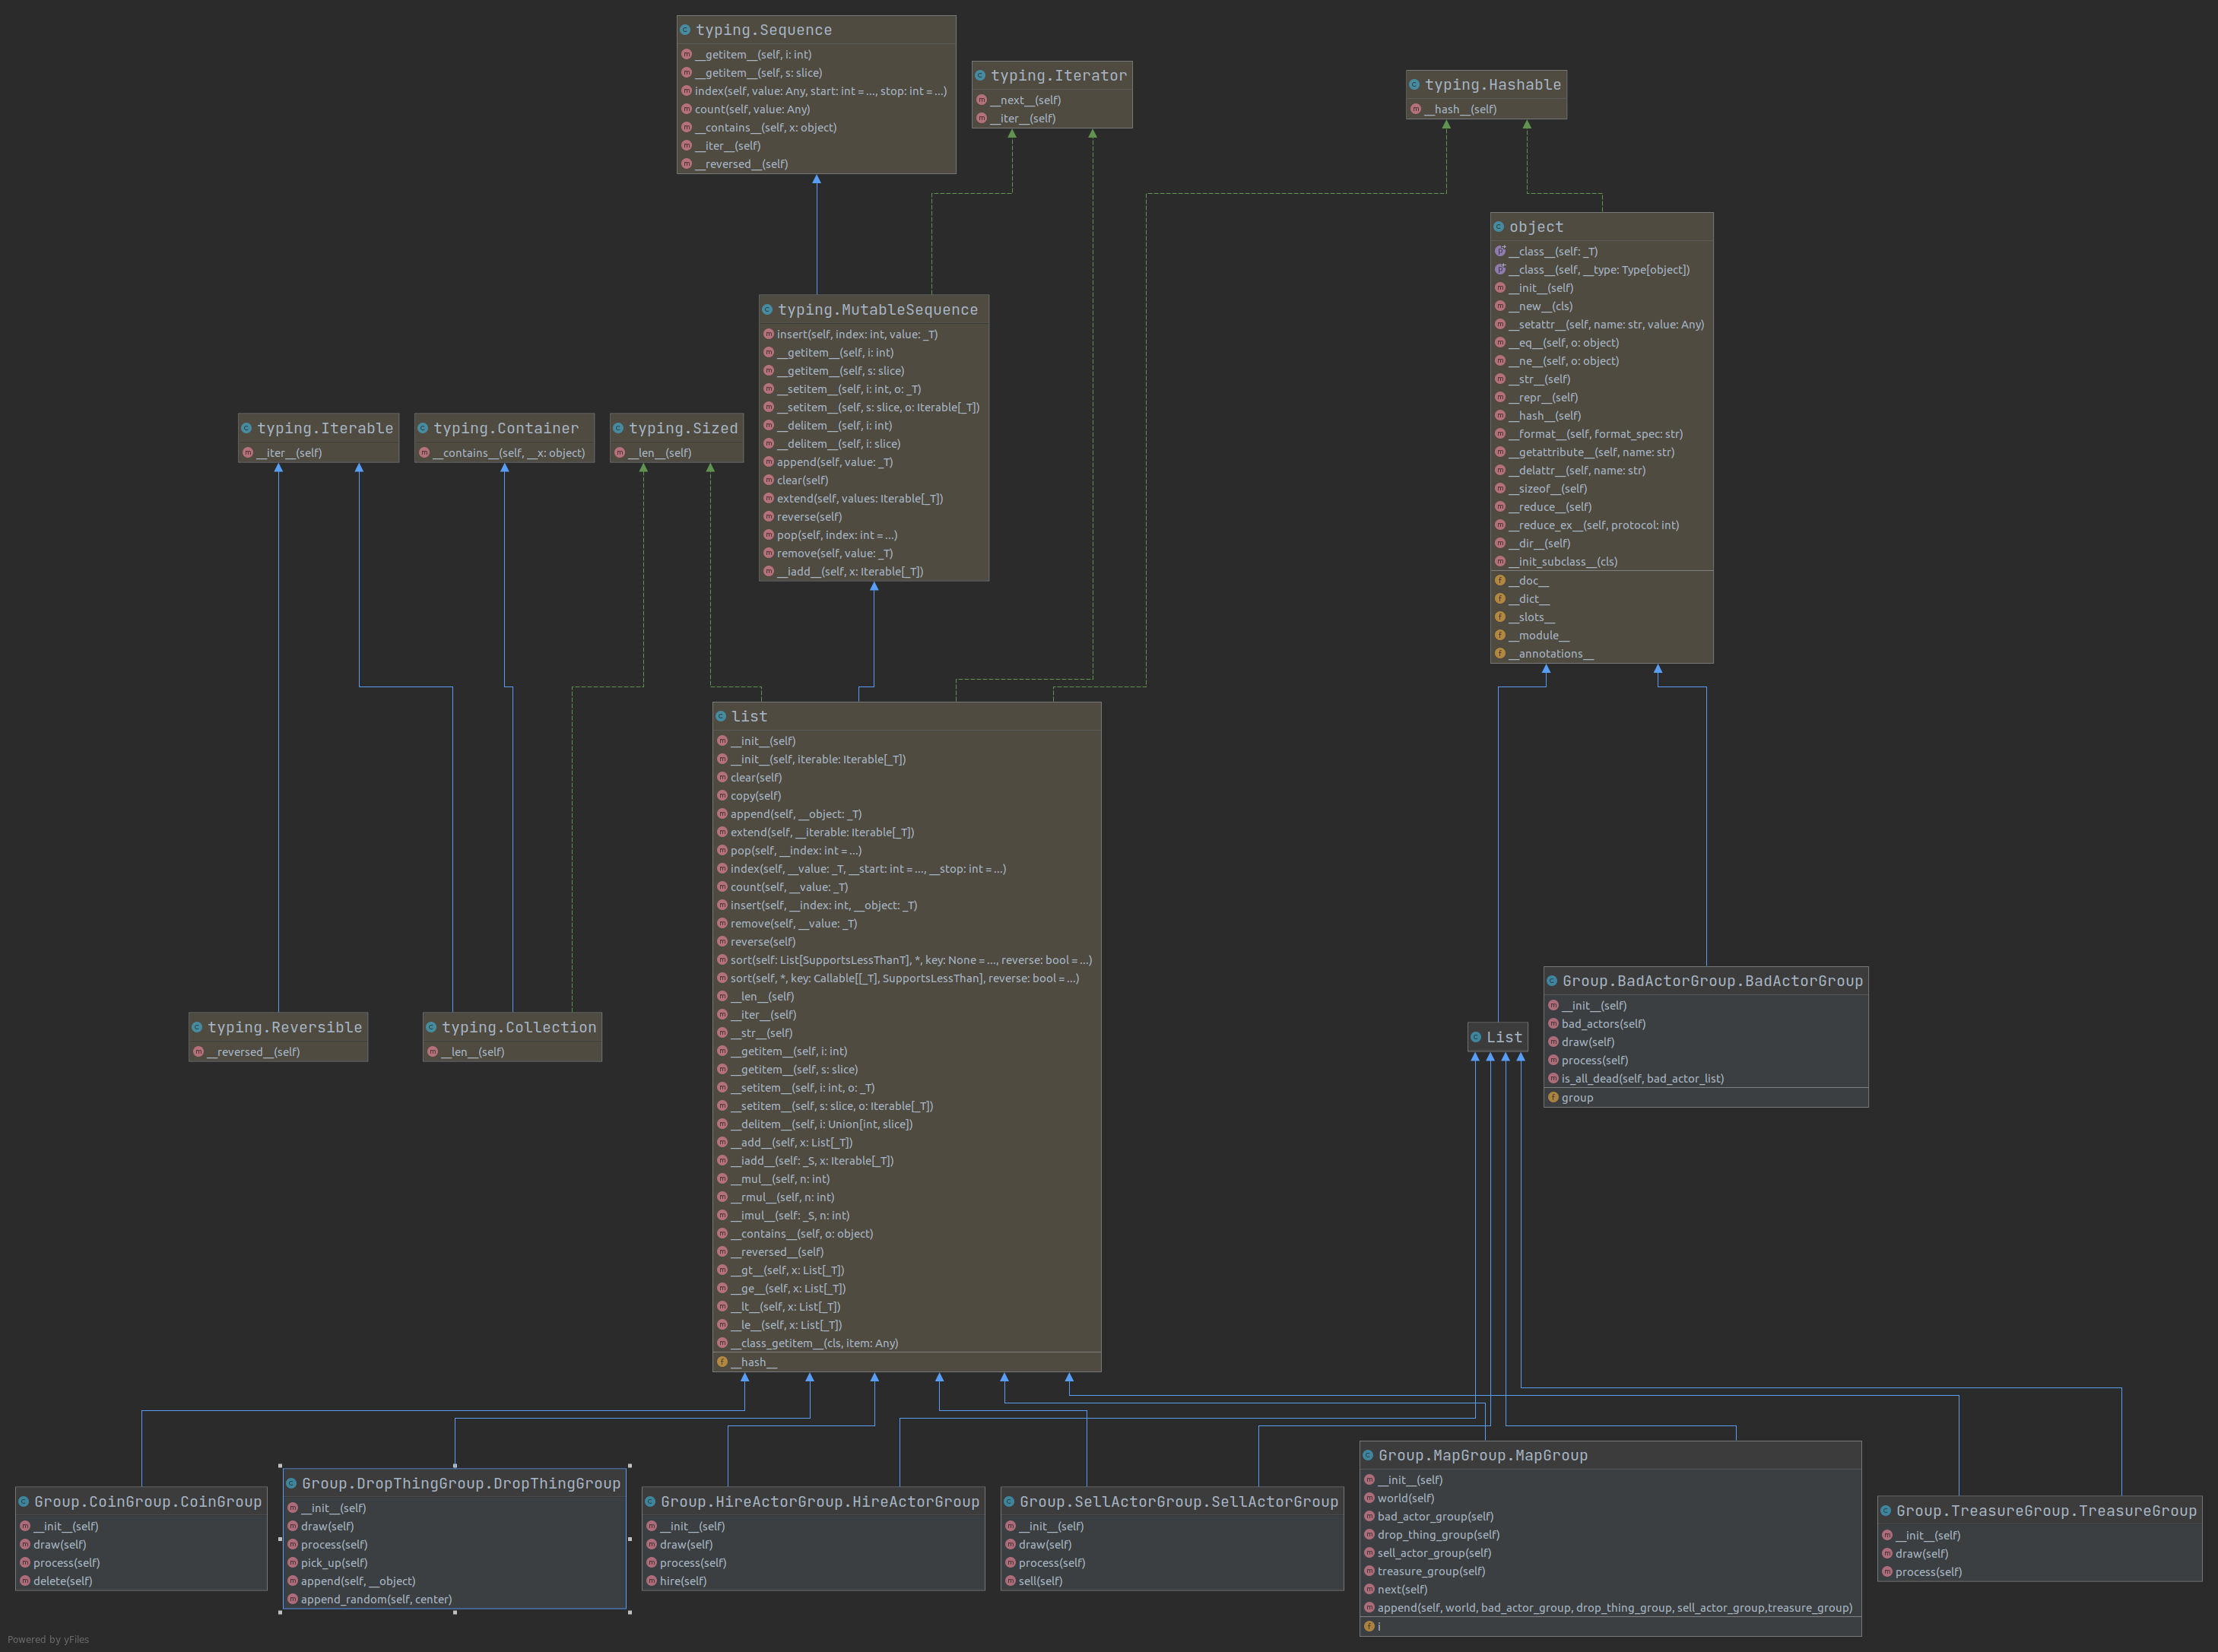 typing.Sequence
__getitem__(self, i: int)
__getitem__(self, s: slice)
index(self, value: Any, start: int = ..., stop: int = ...)
count(self, value: Any)
__contains__(self, x: object)
__iter__(self)
__reversed__(self)
typing.Iterator
__next__(self)
__iter__(self)
typing.Hashable
__hash__(self)
object
__class__(self: _T)
__class__(self, __type: Type[object])
__init__(self)
__new__(cls)
__setattr__(self, name: str, value: Any)
__eq__(self, o: object)
__ne__(self, o: object)
__str__(self)
__repr__(self)
__hash__(self)
__format__(self, format_spec: str)
__getattribute__(self, name: str)
__delattr__(self, name: str)
__sizeof__(self)
__reduce__(self)
__reduce_ex__(self, protocol: int)
__dir__(self)
__init_subclass__(cls)
__doc__
__dict__
__slots__
__module__
__annotations__
typing.MutableSequence
insert(self, index: int, value: _T)
__getitem__(self, i: int)
__getitem__(self, s: slice)
__setitem__(self, i: int, o: _T)
__setitem__(self, s: slice, o: Iterable[_T])
__delitem__(self, i: int)
__delitem__(self, i: slice)
append(self, value: _T)
clear(self)
extend(self, values: Iterable[_T])
reverse(self)
pop(self, index: int = ...)
remove(self, value: _T)
__iadd__(self, x: Iterable[_T])
typing.Iterable
__iter__(self)
typing.Container
__contains__(self, __x: object)
typing.Sized
__len__(self)
list
__init__(self)
__init__(self, iterable: Iterable[_T])
clear(self)
copy(self)
append(self, __object: _T)
extend(self, __iterable: Iterable[_T])
pop(self, __index: int = ...)
index(self, __value: _T, __start: int = ..., __stop: int = ...)
count(self, __value: _T)
insert(self, __index: int, __object: _T)
remove(self, __value: _T)
reverse(self)
sort(self: List[SupportsLessThanT], *, key: None = ..., reverse: bool = ...)
sort(self, *, key: Callable[[_T], SupportsLessThan], reverse: bool = ...)
__len__(self)
__iter__(self)
__str__(self)
__getitem__(self, i: int)
__getitem__(self, s: slice)
__setitem__(self, i: int, o: _T)
__setitem__(self, s: slice, o: Iterable[_T])
__delitem__(self, i: Union[int, slice])
__add__(self, x: List[_T])
__iadd__(self: _S, x: Iterable[_T])
__mul__(self, n: int)
__rmul__(self, n: int)
__imul__(self: _S, n: int)
__contains__(self, o: object)
__reversed__(self)
__gt__(self, x: List[_T])
__ge__(self, x: List[_T])
__lt__(self, x: List[_T])
__le__(self, x: List[_T])
__class_getitem__(cls, item: Any)
__hash__
typing.Reversible
__reversed__(self)
typing.Collection
__len__(self)
List
Group.BadActorGroup.BadActorGroup
__init__(self)
bad_actors(self)
draw(self)
process(self)
is_all_dead(self, bad_actor_list)
group
Group.CoinGroup.CoinGroup
__init__(self)
draw(self)
process(self)
delete(self)
Group.DropThingGroup.DropThingGroup
__init__(self)
draw(self)
process(self)
pick_up(self)
append(self, __object)
append_random(self, center)
Group.HireActorGroup.HireActorGroup
__init__(self)
draw(self)
process(self)
hire(self)
Group.SellActorGroup.SellActorGroup
__init__(self)
draw(self)
process(self)
sell(self)
Group.MapGroup.MapGroup
__init__(self)
world(self)
bad_actor_group(self)
drop_thing_group(self)
sell_actor_group(self)
treasure_group(self)
next(self)
append(self, world, bad_actor_group, drop_thing_group, sell_actor_group,treasure_group)
i
Group.TreasureGroup.TreasureGroup
__init__(self)
draw(self)
process(self)
Powered by yFiles